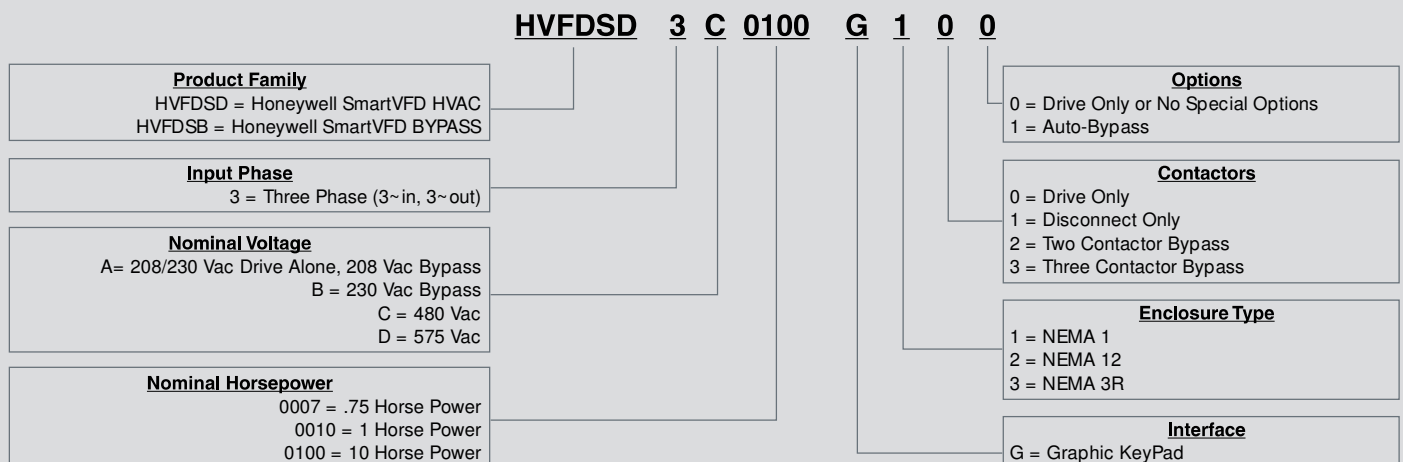 HVFDSD 3 C 0100 G 1 0 0
Product Family
HVFDSD = Honeywell SmartVFD HVAC
HVFDSB = Honeywell SmartVFD BYPASS
Input Phase
3 = Three Phase (3~in, 3~out)
Nominal Voltage
A= 208/230 Vac Drive Alone, 208 Vac Bypass
B = 230 Vac Bypass
C = 480 Vac
D = 575 Vac
Nominal Horsepower
0007 = .75 Horse Power
0010 = 1 Horse Power
0100 = 10 Horse Power
Options
0 = Drive Only or No Special Options
1 = Auto-Bypass
Contactors
0 = Drive Only
1 = Disconnect Only
2 = Two Contactor Bypass
3 = Three Contactor Bypass
Enclosure Type
1 = NEMA 1
2 = NEMA 12
3 = NEMA 3R
Interface
G = Graphic KeyPad